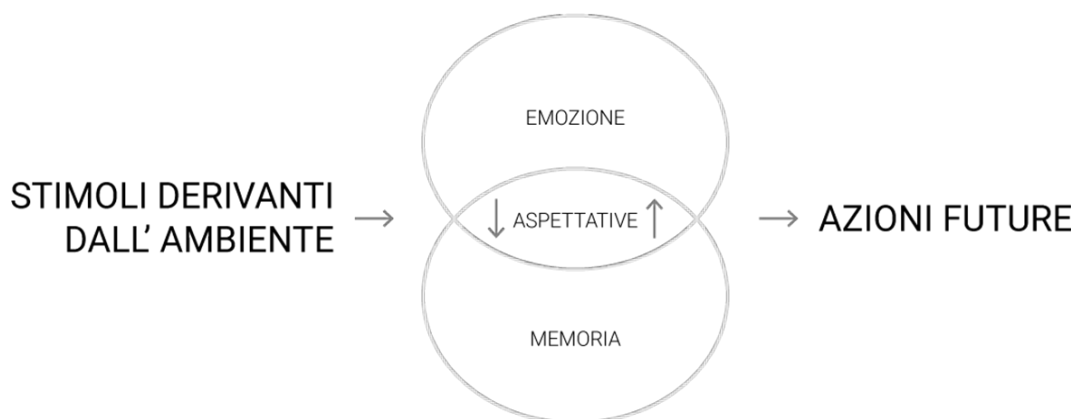 EMOZIONE
STIMOLI DERIVANTI
DALL’ AMBIENTE
ASPETTATIVE
AZIONI FUTURE
MEMORIA